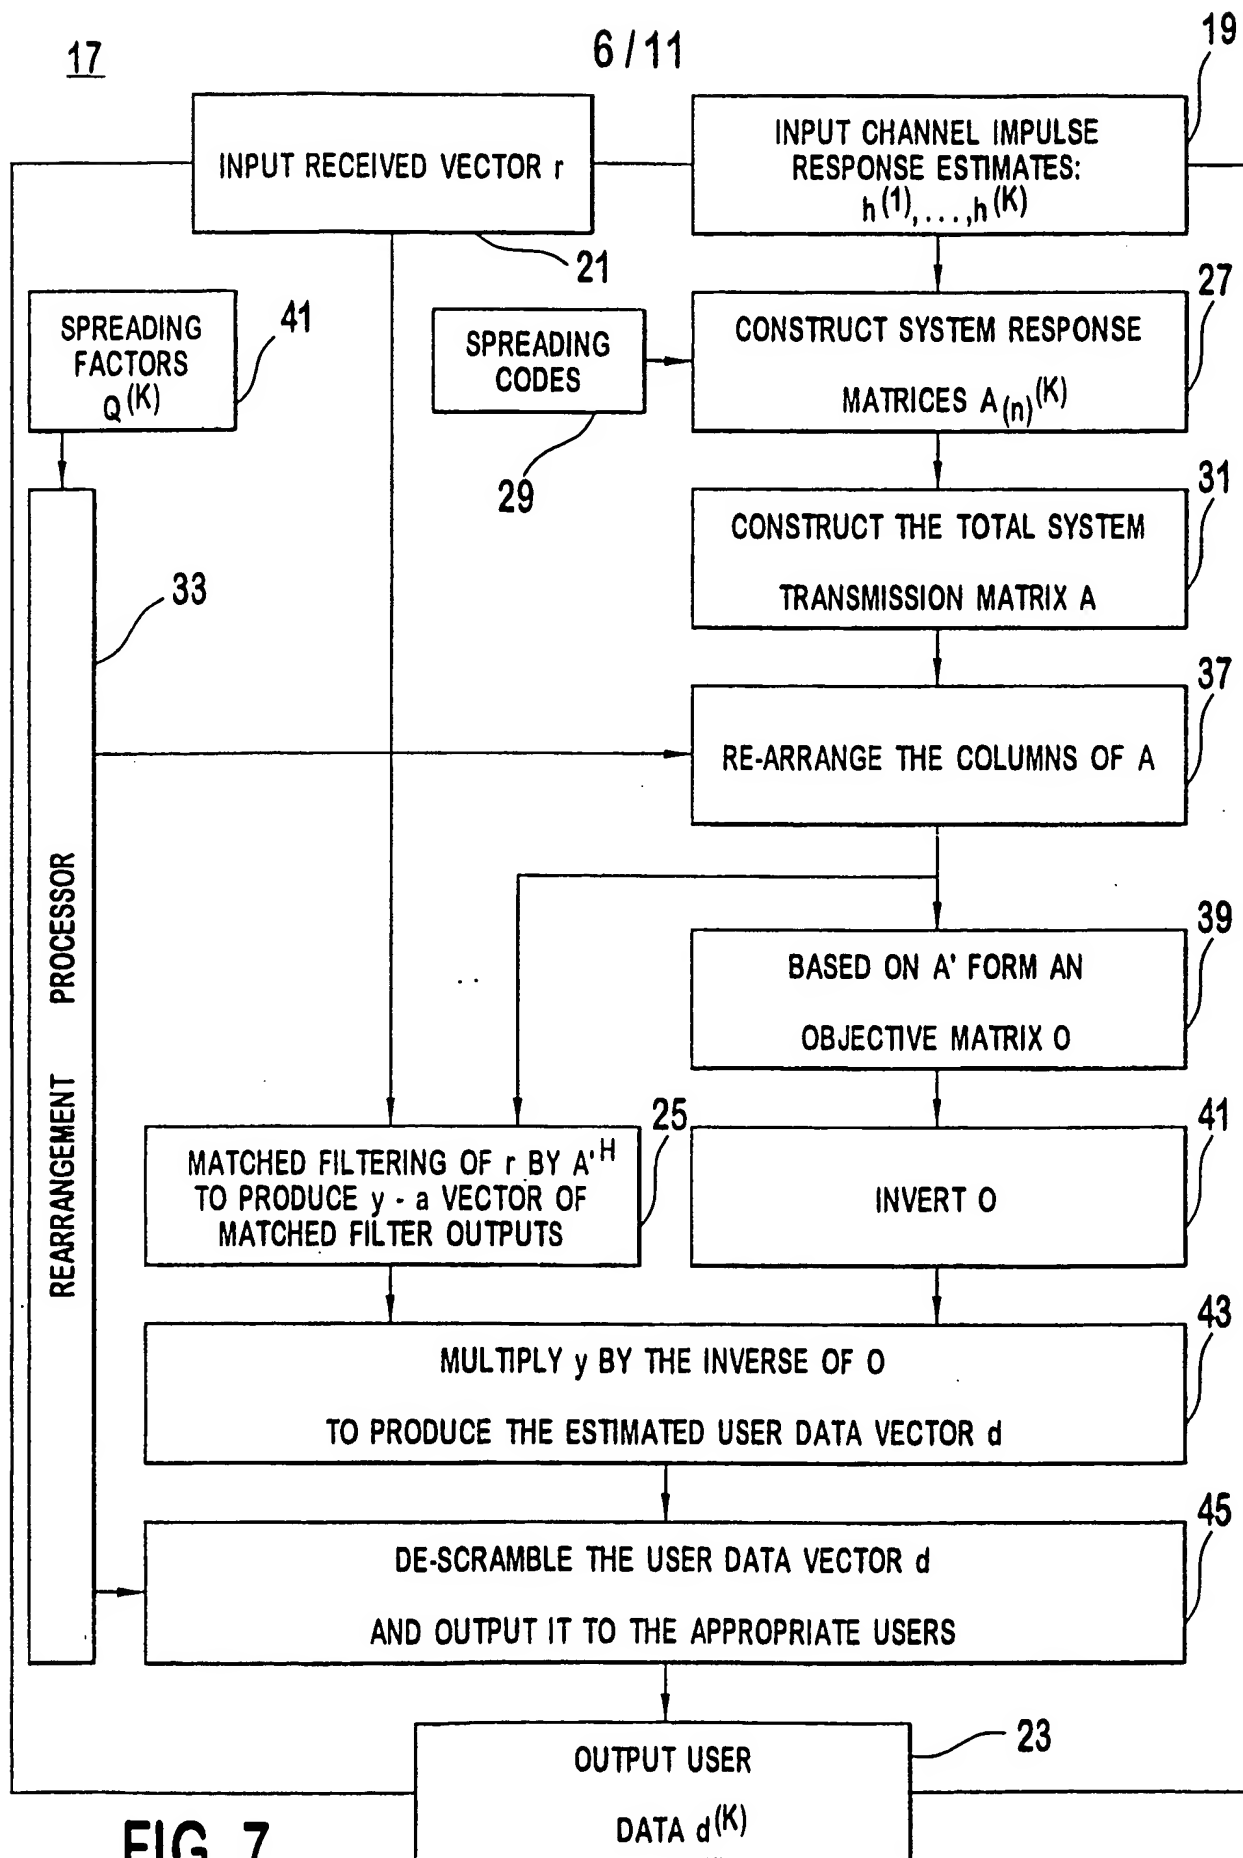 17
6 / 11
19
INPUT RECEIVED VECTOR r
INPUT CHANNEL IMPULSE
RESPONSE ESTIMATES:
h(1), . . . , h(K)
21
SPREADING
FACTORS
Q(K)
41
SPREADING
CODES
29
27
CONSTRUCT SYSTEM RESPONSE
MATRICES A(n)(K)
31
CONSTRUCT THE TOTAL SYSTEM
TRANSMISSION MATRIX A
33
37
RE-ARRANGE THE COLUMNS OF A
REARRANGEMENT PROCESSOR
39
BASED ON A' FORM AN
OBJECTIVE MATRIX O
25
MATCHED FILTERING OF r BY A'H
TO PRODUCE y - a VECTOR OF
MATCHED FILTER OUTPUTS
41
INVERT O
43
MULTIPLY y BY THE INVERSE OF O
TO PRODUCE THE ESTIMATED USER DATA VECTOR d
45
DE-SCRAMBLE THE USER DATA VECTOR d
AND OUTPUT IT TO THE APPROPRIATE USERS
23
OUTPUT USER
DATA d(K)
FIG. 7